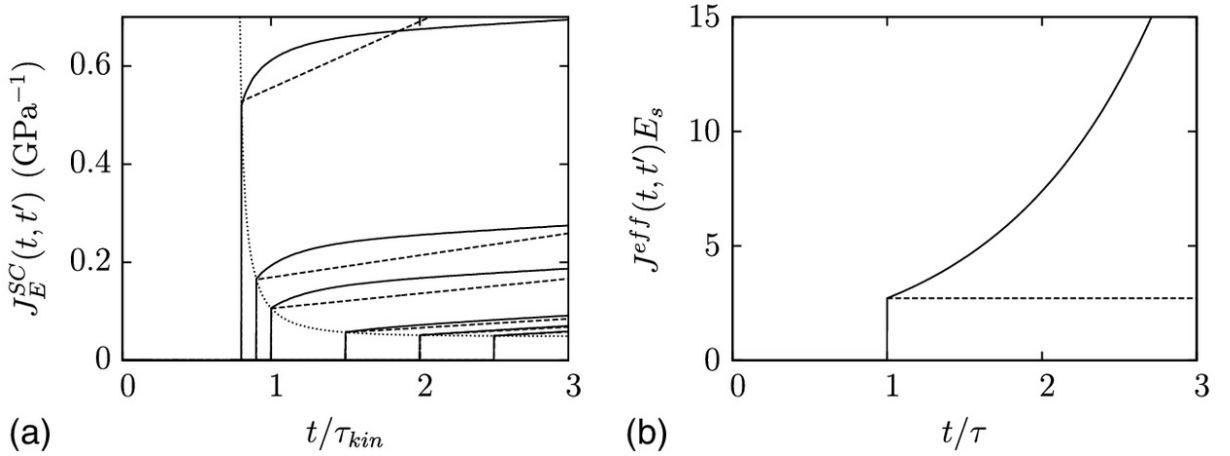 J_E^{SC}(t, t′) (GPa⁻¹)
0.6
0.4
0.2
0
0 1 2 3
t/τ_{kin}
(a)
J^{eff}(t, t′)E_s
15
10
5
0
0 1 2 3
t/τ
(b)